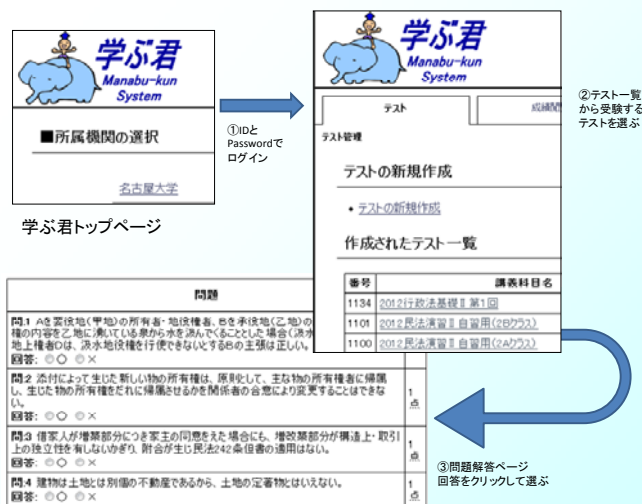 学ぶ君
Manabu-kun
System
■所属機関の選択
名古屋大学
学ぶ君トップページ
①IDと
Passwordで
ログイン
学ぶ君
Manabu-kun
System
テスト
成績閲
テスト管理
テストの新規作成
• テストの新規作成
作成されたテスト一覧
番号 講義科目名
1134 2012行政法基礎Ⅱ 第1回
1101 2012民法演習Ⅱ 自習用(2Bクラス)
1100 2012民法演習Ⅱ 自習用(2Aクラス)
②テスト一覧
から受験する
テストを選ぶ
問題
問.1 Aを要役地(甲地)の所有者・地役権者、Bを承役地(乙地)の
権の内容を乙地に湧いている泉から水を汲んでくることとした場合(汲水
地上権者Dは、汲水地役権を行使できないとするBの主張は正しい。
回答: ○ ○ ○ ×
問.2 添付によって生じた新しい物の所有権は、原則として、主な物の所有権者に帰属
し、生じた物の所有権をだれに帰属させるかを関係者の合意により変更することはできな
い。
回答: ○ ○ ○ ×
1
点
問.3 借家人が増築部分につき家主の同意をえた場合にも、増改築部分が構造上・取引
上の独立性を有しないかぎり、附合が生じ民法242条但書の適用はない。
回答: ○ ○ ○ ×
1
点
問.4 建物は土地とは別個の不動産であるから、土地の定着物とはいえない。
回答: ○ ○ ○ ×
1
点
③問題解答ページ
回答をクリックして選ぶ